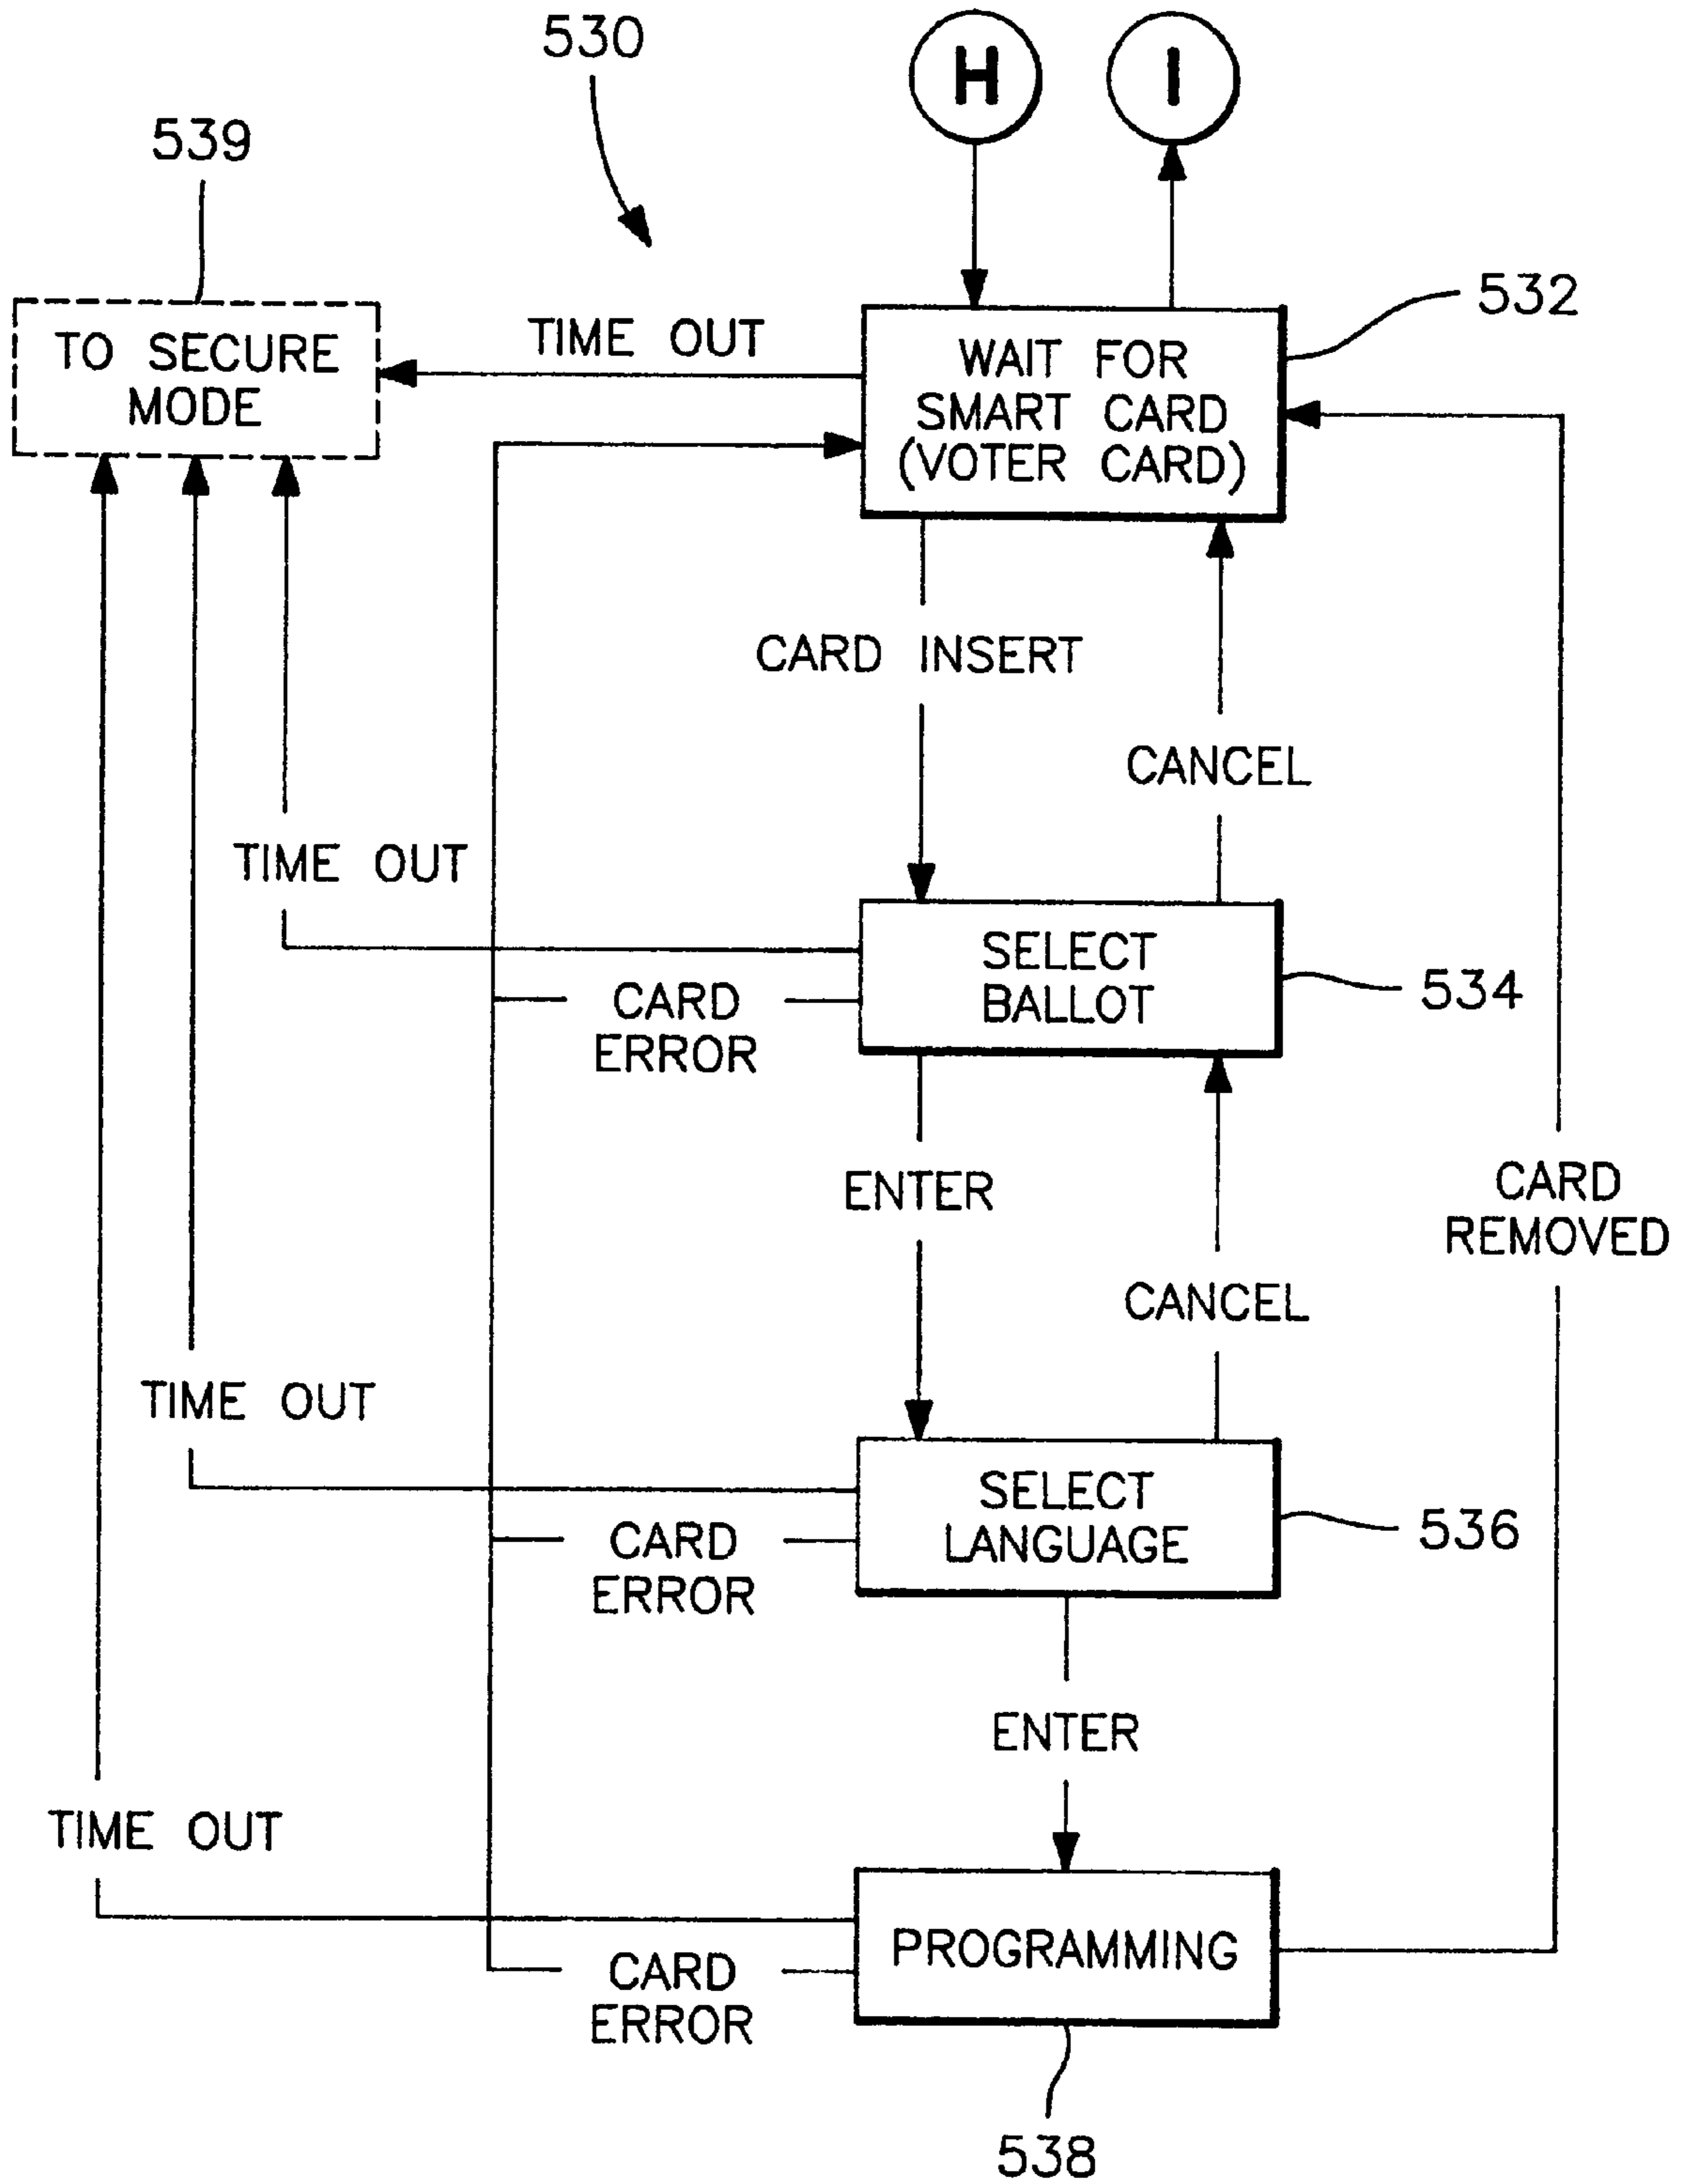 530
H
I
539
532
TO SECURE
MODE
TIME OUT
WAIT FOR
SMART CARD
(VOTER CARD)
CARD INSERT
CANCEL
TIME OUT
SELECT
BALLOT
534
CARD
ERROR
ENTER
CARD
REMOVED
CANCEL
TIME OUT
SELECT
LANGUAGE
536
CARD
ERROR
ENTER
TIME OUT
PROGRAMMING
CARD
ERROR
538